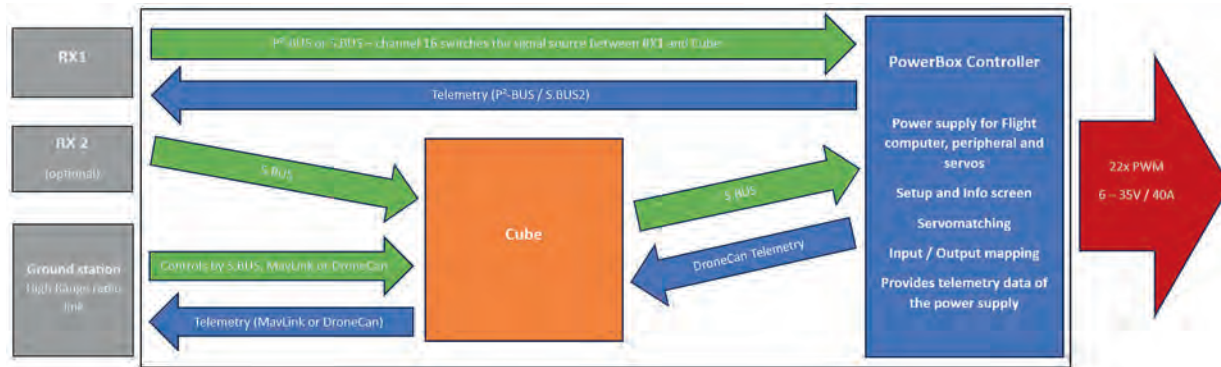 RX1
P²-BUS or S.BUS – channel 16 switches the signal source between RX1 and Cube
Telemetry (P²-BUS / S.BUS2)
RX 2
(optional)
S.BUS
Ground station
High Range radio
link
Controls by S.BUS, MavLink or DroneCan
Telemetry (MavLink or DroneCan)
Cube
S.BUS
DroneCan Telemetry
PowerBox Controller
Power supply for Flight
computer, peripheral and
servos
Setup and Info screen
Servomatching
Input / Output mapping
Provides telemetry data of
the power supply
22x PWM
6 – 35V / 40A